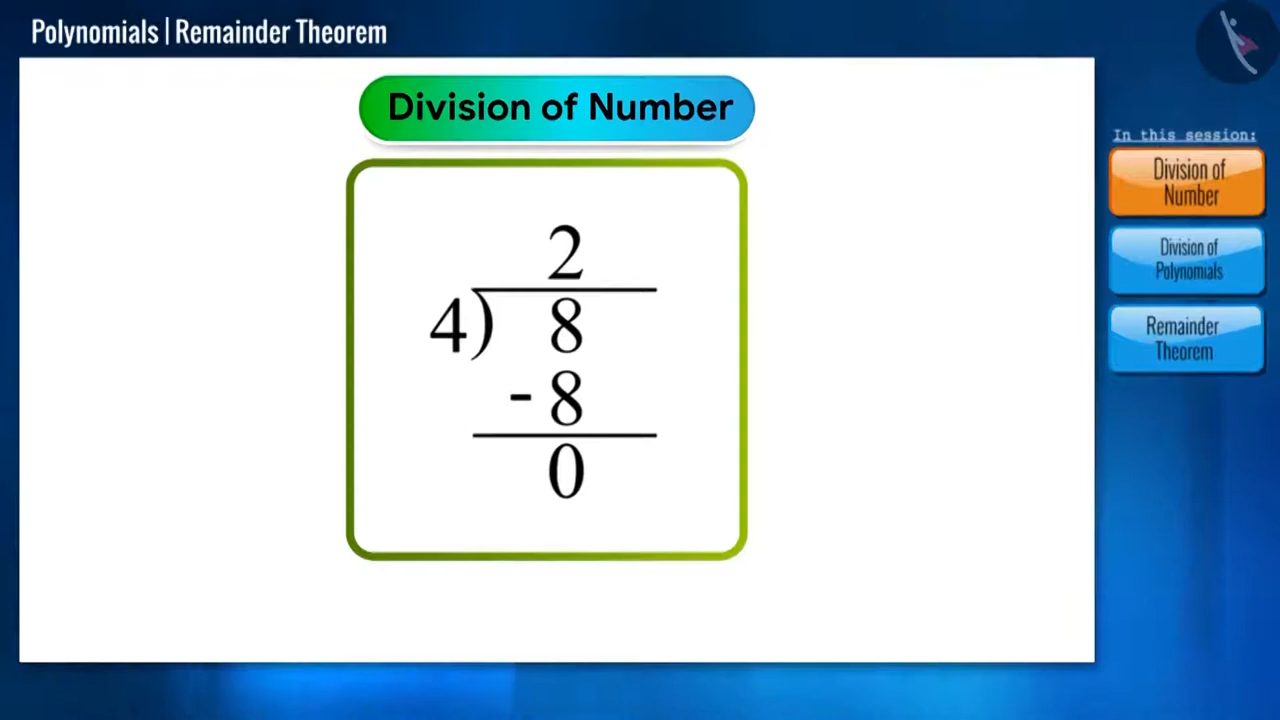 Polynomials | Remainder Theorem
Division of Number
2
4) 8
- 8
0
In this session:
Division of
Number
Division of
Polynomials
Remainder
Theorem